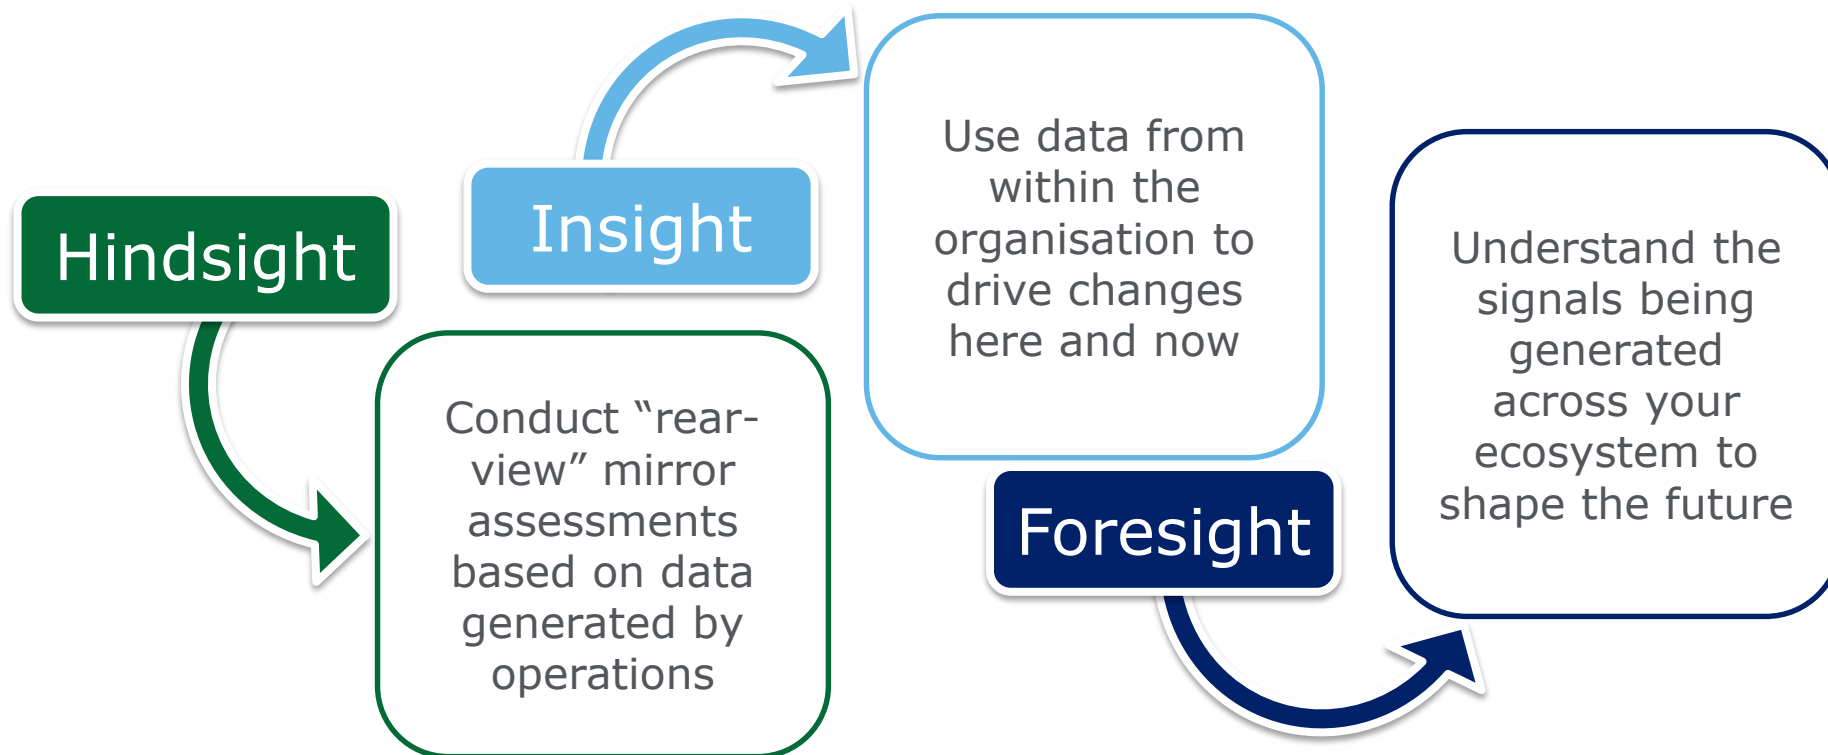 Hindsight
Conduct “rear-
view” mirror
assessments
based on data
generated by
operations
Insight
Use data from
within the
organisation to
drive changes
here and now
Foresight
Understand the
signals being
generated
across your
ecosystem to
shape the future